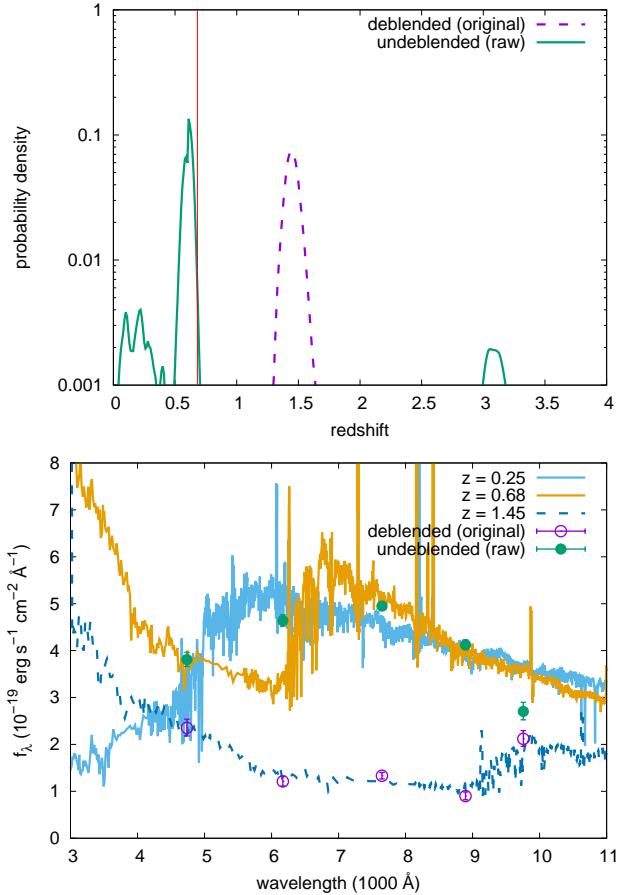 deblended (original)
undeblended (raw)
1
0.1
0.01
0.001
probability density
0 0.5 1 1.5 2 2.5 3 3.5 4
redshift
z = 0.25
z = 0.68
z = 1.45
deblended (original)
undeblended (raw)
8
7
6
5
4
3
2
1
0
f_λ (10⁻¹⁹ erg s⁻¹ cm⁻² Å⁻¹)
3 4 5 6 7 8 9 10 11
wavelength (1000 Å)